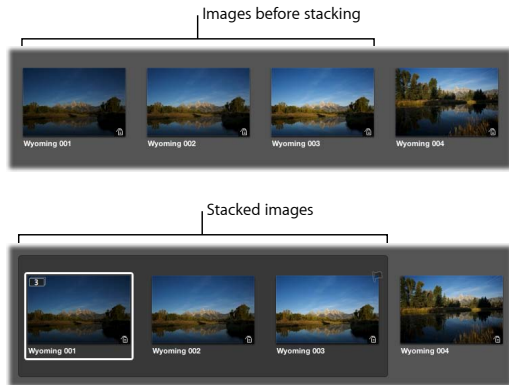 Images before stacking
Wyoming 001
Wyoming 002
Wyoming 003
Wyoming 004
Stacked images
3
Wyoming 001
Wyoming 002
Wyoming 003
Wyoming 004